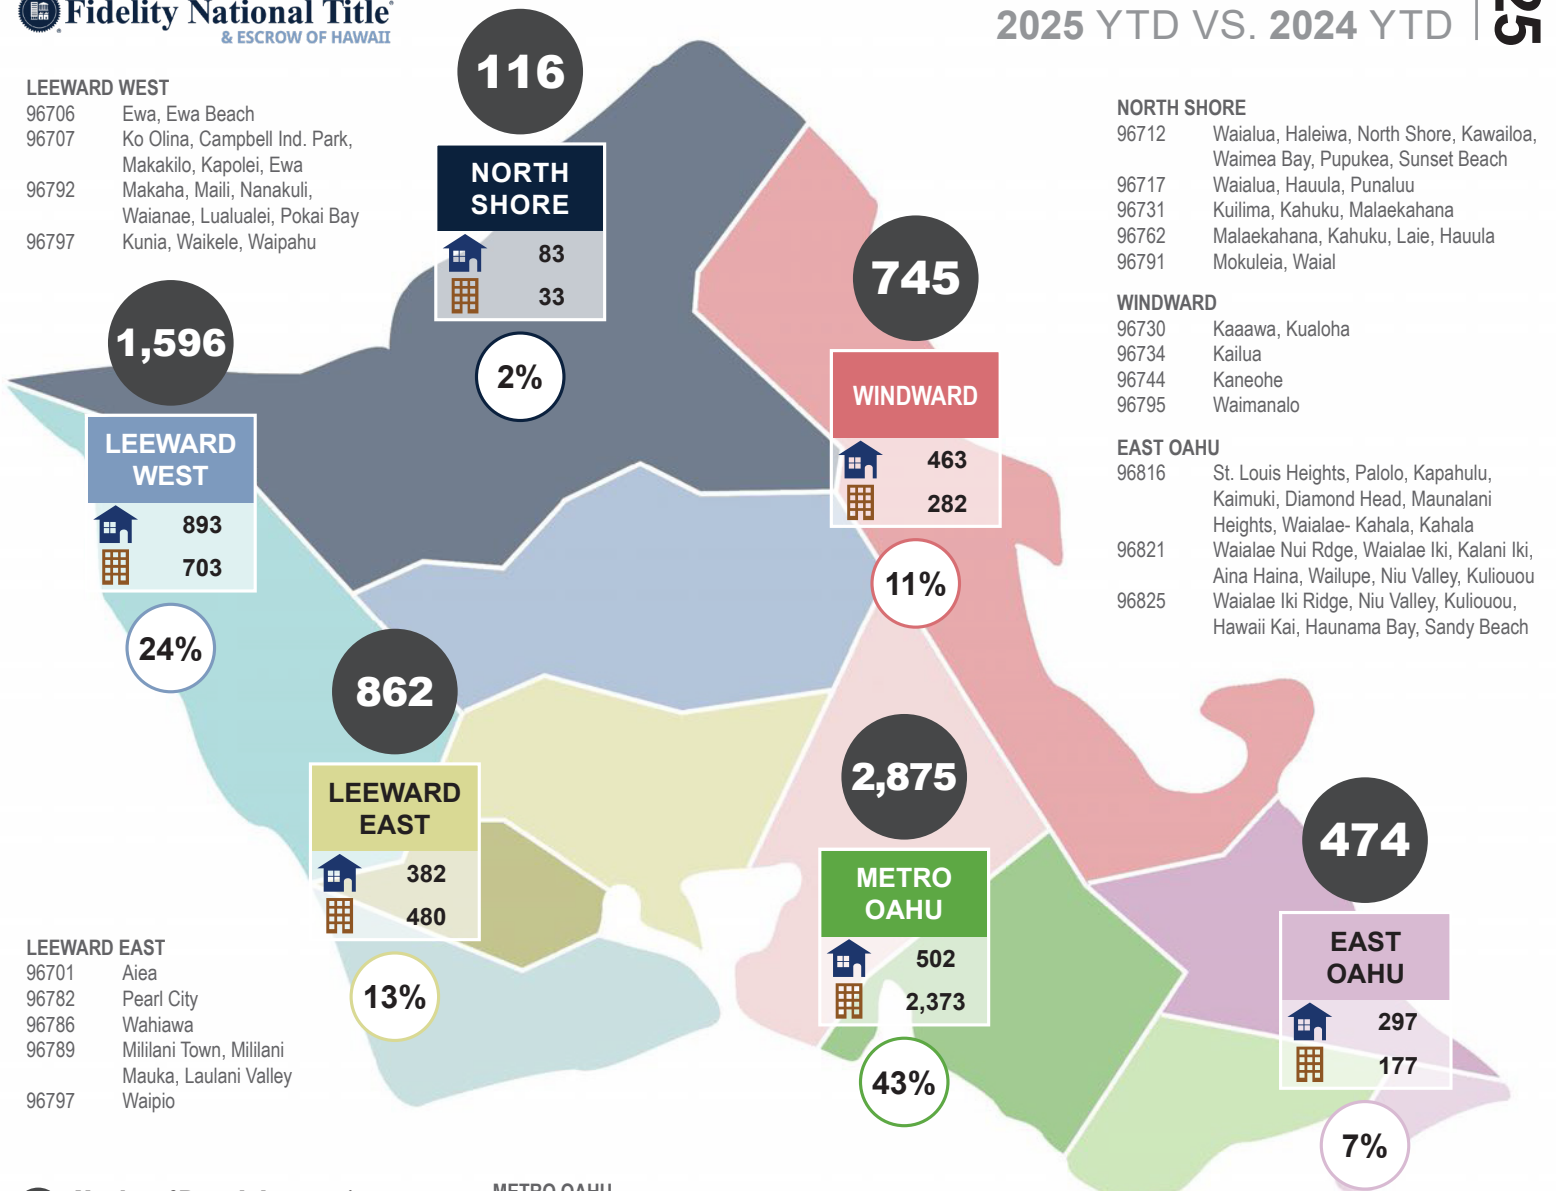 Fidelity National Title
& ESCROW OF HAWAII
2025 YTD VS. 2024 YTD
25
LEEWARD WEST
96706 Ewa, Ewa Beach
96707 Ko Olina, Campbell Ind. Park,
Makakilo, Kapolei, Ewa
96792 Makaha, Maili, Nanakuli,
Waianae, Lualualei, Pokai Bay
96797 Kunia, Waikele, Waipahu
116
NORTH
SHORE
83
33
2%
NORTH SHORE
96712 Waialua, Haleiwa, North Shore, Kawailoa,
Waimea Bay, Pupukea, Sunset Beach
96717 Waialua, Hauula, Punaluu
96731 Kuilima, Kahuku, Malaekahana
96762 Malaekahana, Kahuku, Laie, Hauula
96791 Mokuleia, Waial
WINDWARD
96730 Kaaawa, Kualoha
96734 Kailua
96744 Kaneohe
96795 Waimanalo
EAST OAHU
96816 St. Louis Heights, Palolo, Kapahulu,
Kaimuki, Diamond Head, Maunalani
Heights, Waialae- Kahala, Kahala
96821 Waialae Nui Rdge, Waialae Iki, Kalani Iki,
Aina Haina, Wailupe, Niu Valley, Kuliouou
96825 Waialae Iki Ridge, Niu Valley, Kuliouou,
Hawaii Kai, Haunama Bay, Sandy Beach
745
WINDWARD
463
282
11%
1,596
LEEWARD
WEST
893
703
24%
862
LEEWARD
EAST
382
480
13%
2,875
METRO
OAHU
502
2,373
43%
474
EAST
OAHU
297
177
7%
LEEWARD EAST
96701 Aiea
96782 Pearl City
96786 Wahiawa
96789 Mililani Town, Mililani
Mauka, Laulani Valley
96797 Waipio
METRO OAHU